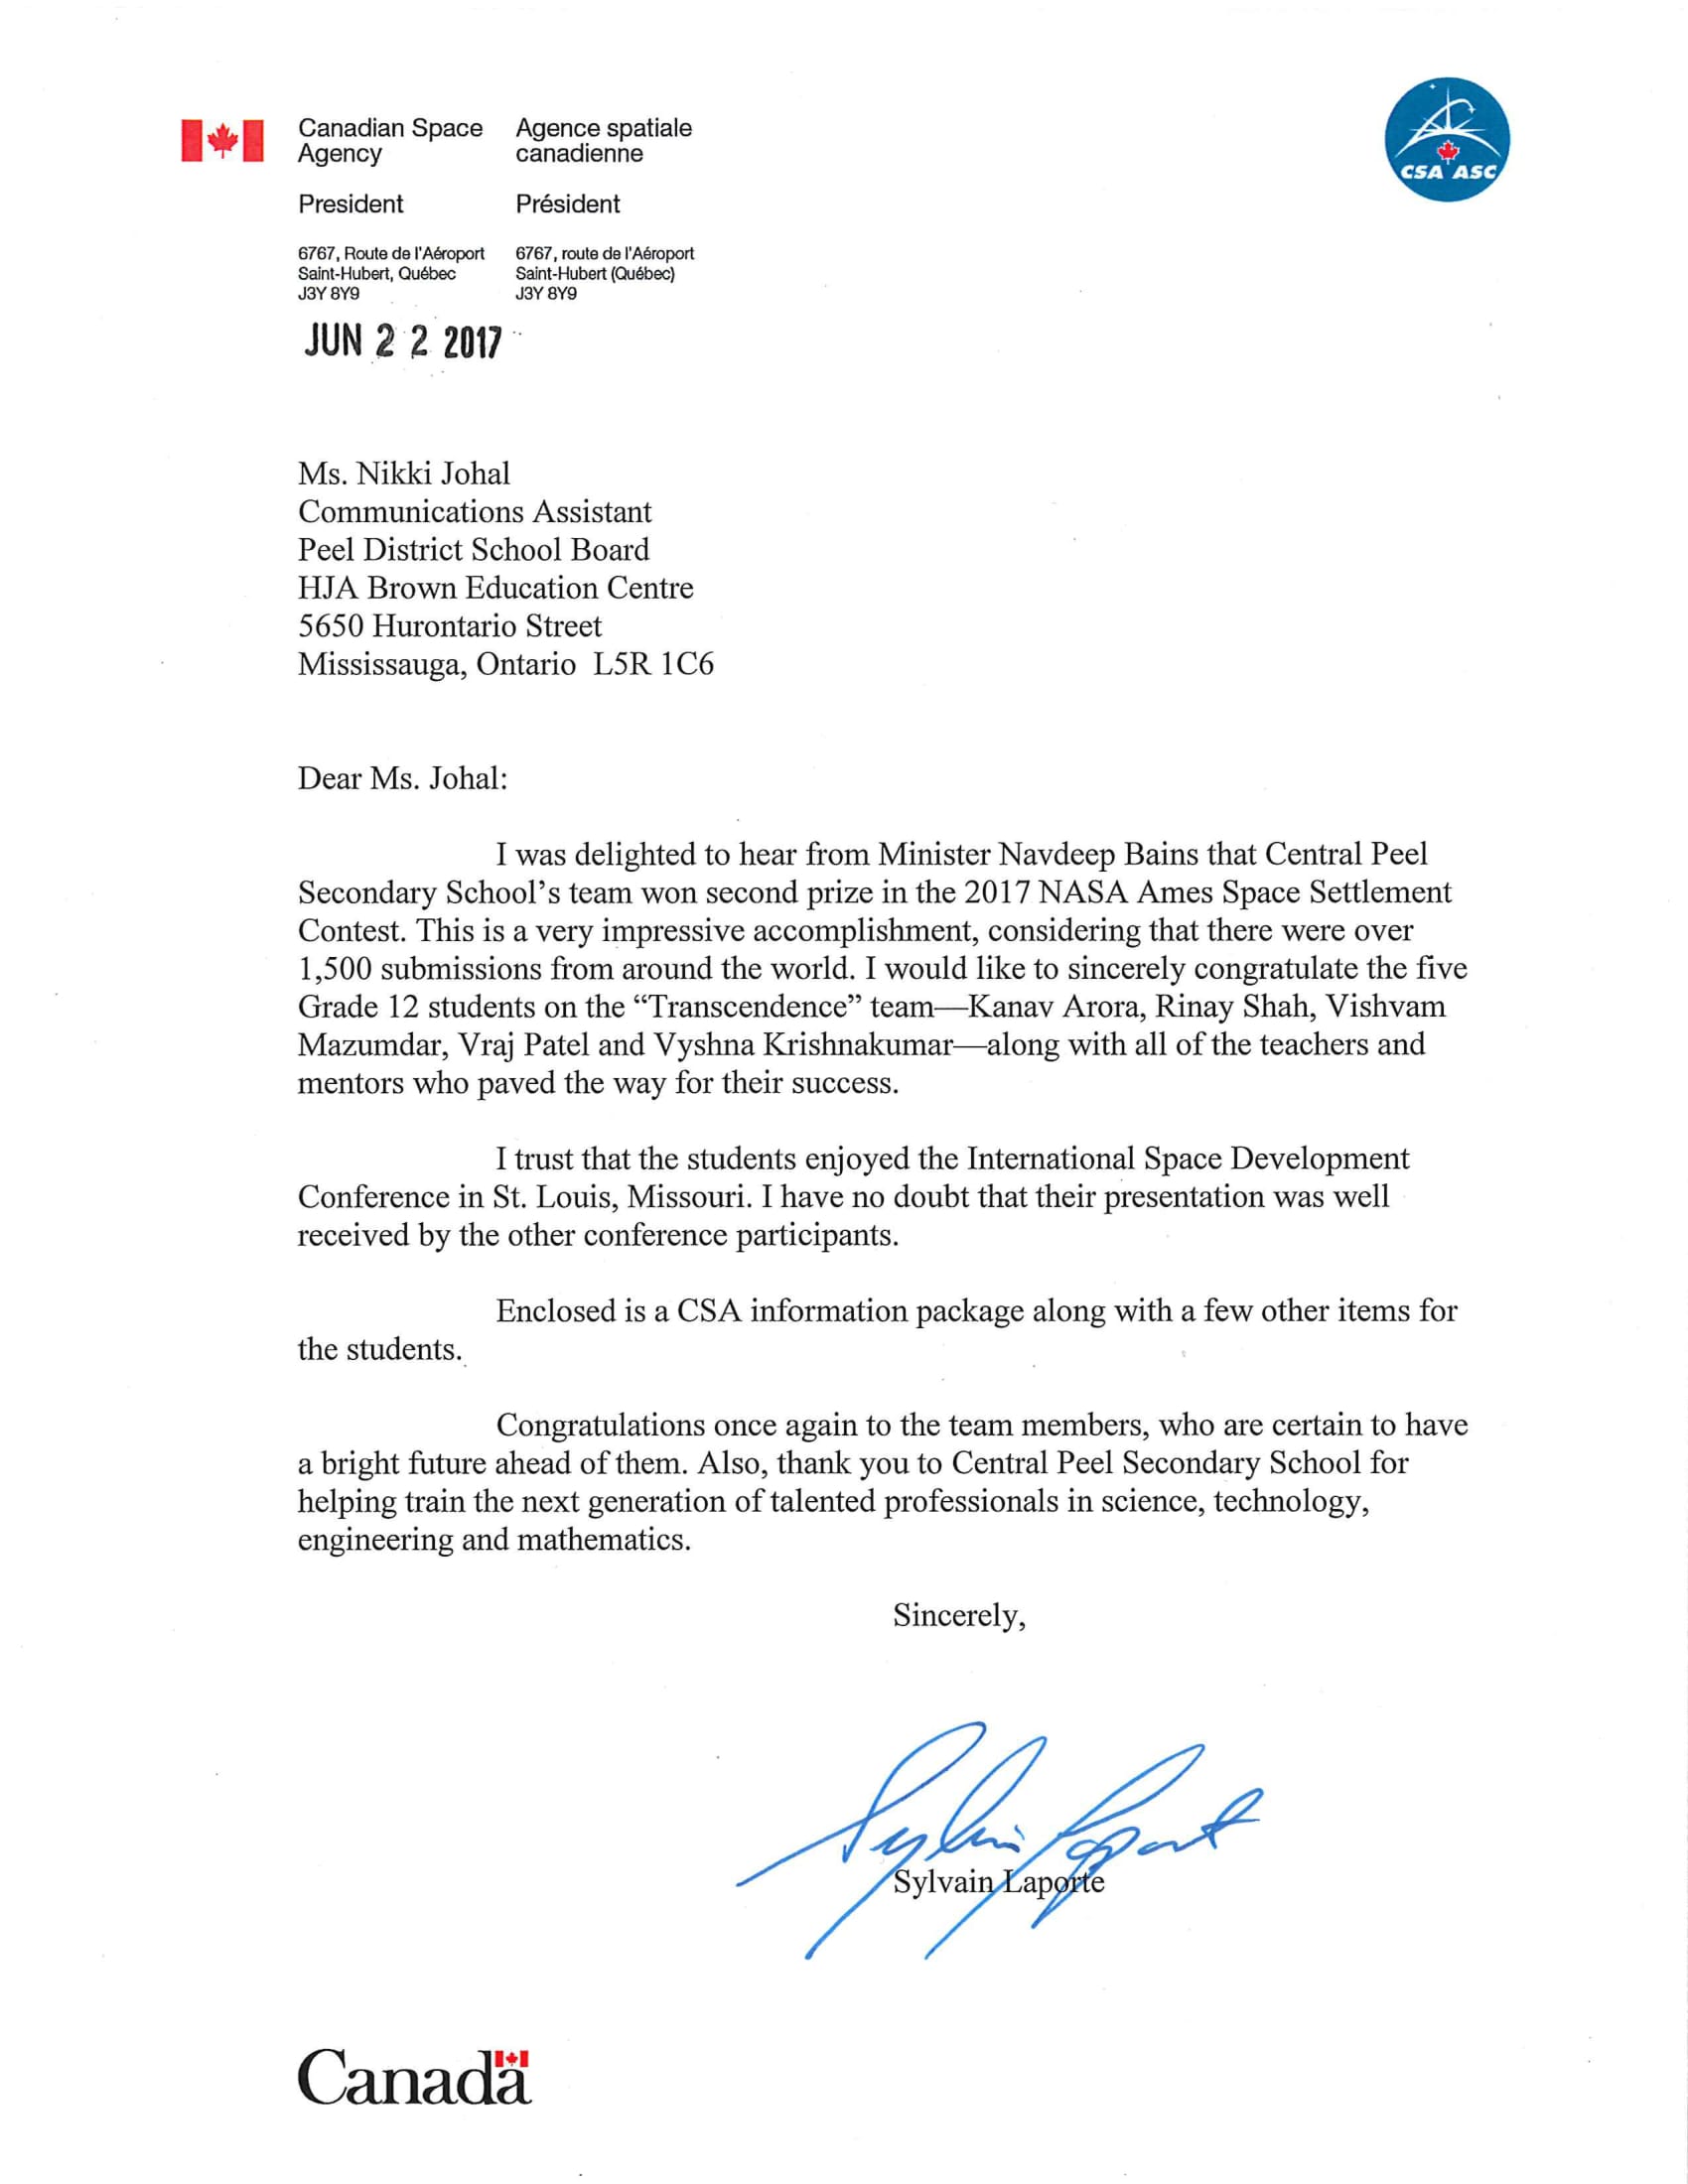 Canadian Space Agence spatiale
Agency canadienne
President Président
6767, Route de l'Aéroport 6767, route de l'Aéroport
Saint-Hubert, Québec Saint-Hubert (Québec)
J3Y 8Y9 J3Y 8Y9
CSA ASC
JUN 2 2 2017
Ms. Nikki Johal
Communications Assistant
Peel District School Board
HJA Brown Education Centre
5650 Hurontario Street
Mississauga, Ontario L5R 1C6
Dear Ms. Johal:
I was delighted to hear from Minister Navdeep Bains that Central Peel
Secondary School’s team won second prize in the 2017 NASA Ames Space Settlement
Contest. This is a very impressive accomplishment, considering that there were over
1,500 submissions from around the world. I would like to sincerely congratulate the five
Grade 12 students on the “Transcendence” team—Kanav Arora, Rinay Shah, Vishvam
Mazumdar, Vraj Patel and Vyshna Krishnakumar—along with all of the teachers and
mentors who paved the way for their success.
I trust that the students enjoyed the International Space Development
Conference in St. Louis, Missouri. I have no doubt that their presentation was well
received by the other conference participants.
Enclosed is a CSA information package along with a few other items for
the students.
Congratulations once again to the team members, who are certain to have
a bright future ahead of them. Also, thank you to Central Peel Secondary School for
helping train the next generation of talented professionals in science, technology,
engineering and mathematics.
Sincerely,
Sylvain Laporte
Sylvain Laporte
Canada